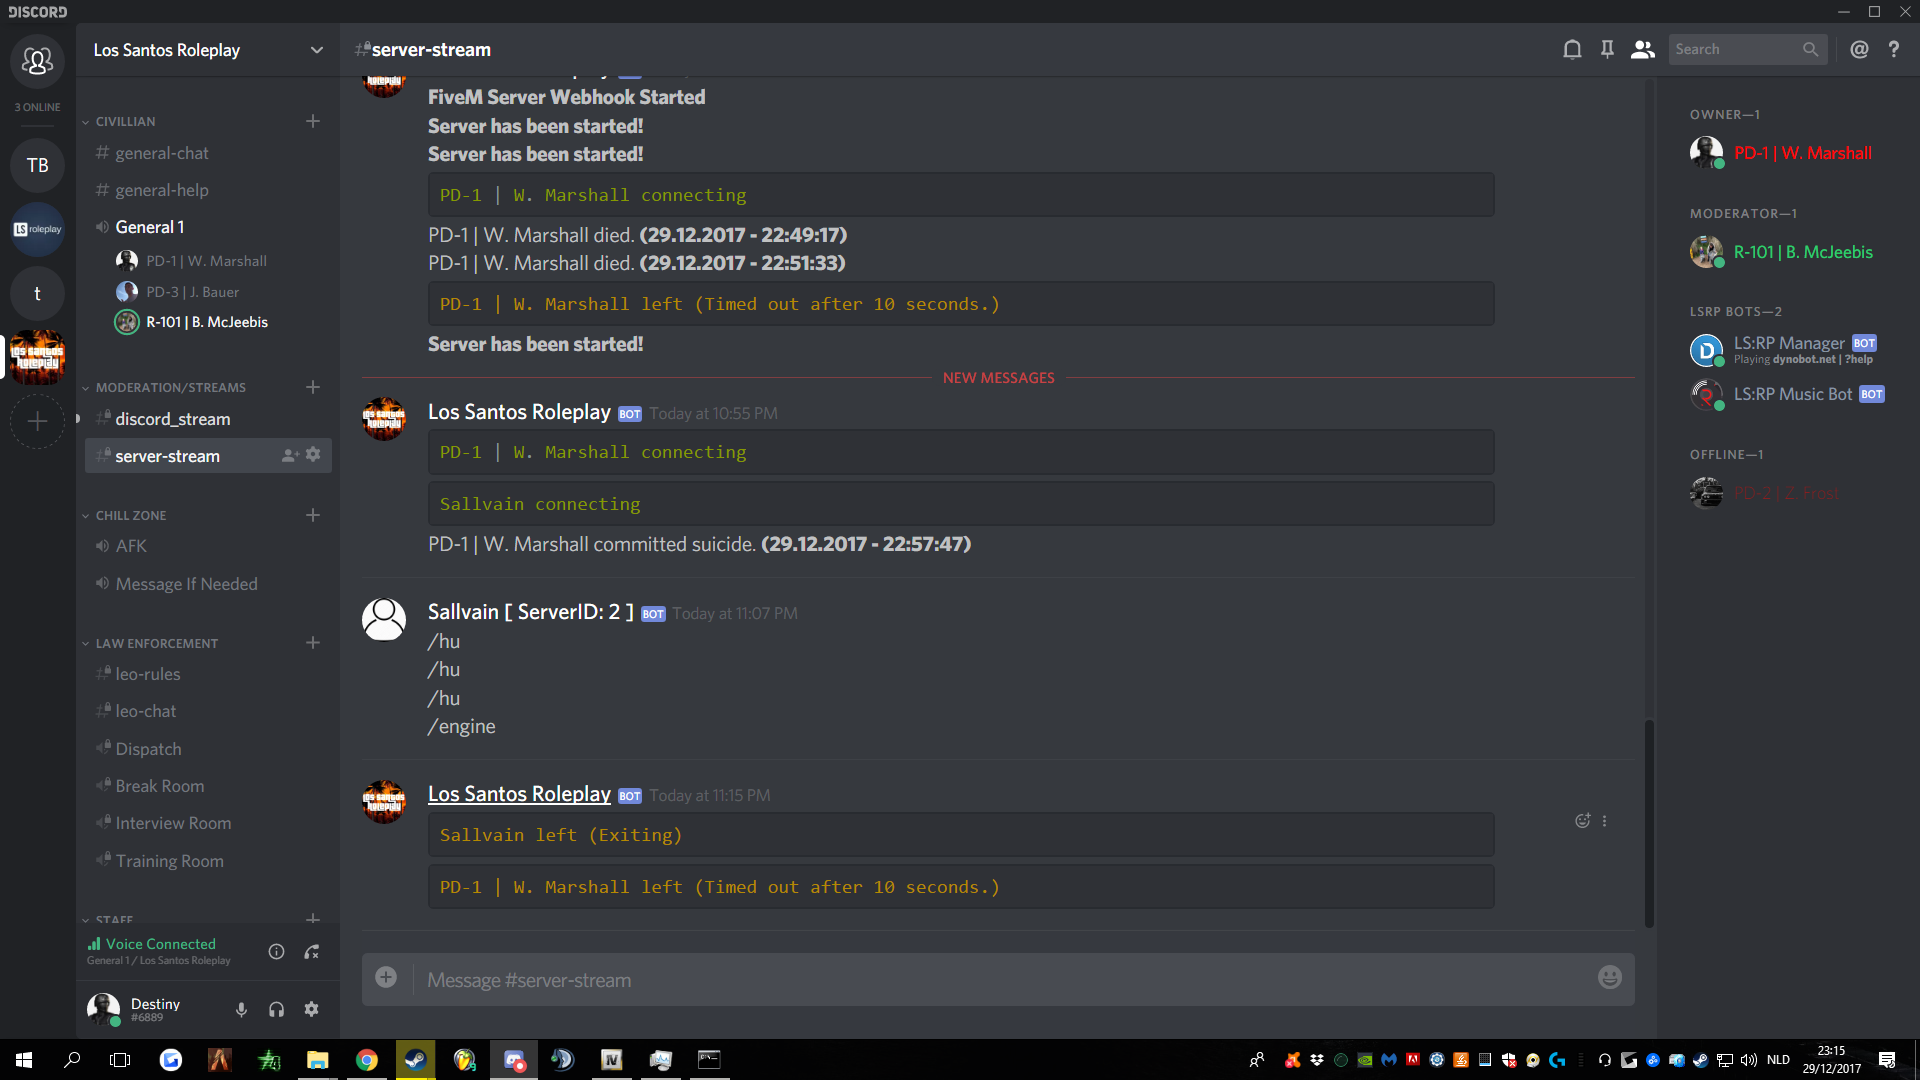 DISCORD
Los Santos Roleplay
#server-stream
Search
3 ONLINE
TB
LS roleplay
t
Los Santos Roleplay
CIVILLIAN
general-chat
general-help
General 1
PD-1 | W. Marshall
PD-3 | J. Bauer
R-101 | B. McJeebis
MODERATION/STREAMS
discord_stream
server-stream
CHILL ZONE
AFK
Message If Needed
LAW ENFORCEMENT
leo-rules
leo-chat
Dispatch
Break Room
Interview Room
Training Room
STAFF
Voice Connected
General 1 / Los Santos Roleplay
Destiny
#6889
FiveM Server Webhook Started
Server has been started!
Server has been started!
PD-1 | W. Marshall connecting
PD-1 | W. Marshall died. (29.12.2017 - 22:49:17)
PD-1 | W. Marshall died. (29.12.2017 - 22:51:33)
PD-1 | W. Marshall left (Timed out after 10 seconds.)
Server has been started!
NEW MESSAGES
Los Santos Roleplay BOT Today at 10:55 PM
PD-1 | W. Marshall connecting
Sallvain connecting
PD-1 | W. Marshall committed suicide. (29.12.2017 - 22:57:47)
Sallvain [ ServerID: 2 ] BOT Today at 11:07 PM
/hu
/hu
/hu
/engine
Los Santos Roleplay BOT Today at 11:15 PM
Sallvain left (Exiting)
PD-1 | W. Marshall left (Timed out after 10 seconds.)
Message #server-stream
OWNER—1
PD-1 | W. Marshall
MODERATOR—1
R-101 | B. McJeebis
LSRP BOTS—2
LS:RP Manager BOT
Playing dynobot.net | ?help
LS:RP Music Bot BOT
OFFLINE—1
PD-2 | Z. Frost
IV
NLD
23:15
29/12/2017